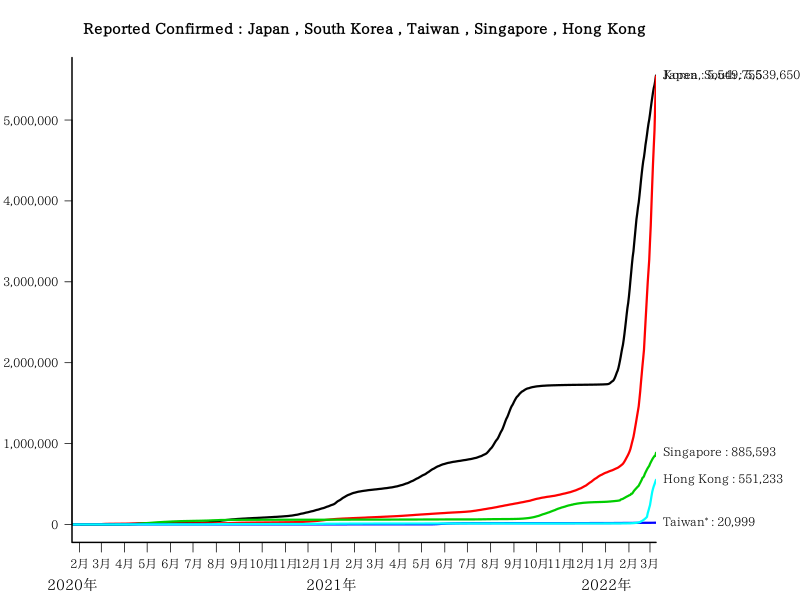 Reported Confirmed : Japan , South Korea , Taiwan , Singapore , Hong Kong
5,539,650
5,000,000
4,000,000
3,000,000
2,000,000
1,000,000
0
Singapore : 885,593
Hong Kong : 551,233
Taiwan* : 20,999
2月 3月 4月 5月 6月 7月 8月 9月 10月 11月 12月 1月 2月 3月 4月 5月 6月 7月 8月 9月 10月 11月 12月 1月 2月 3月
2020年 2021年 2022年